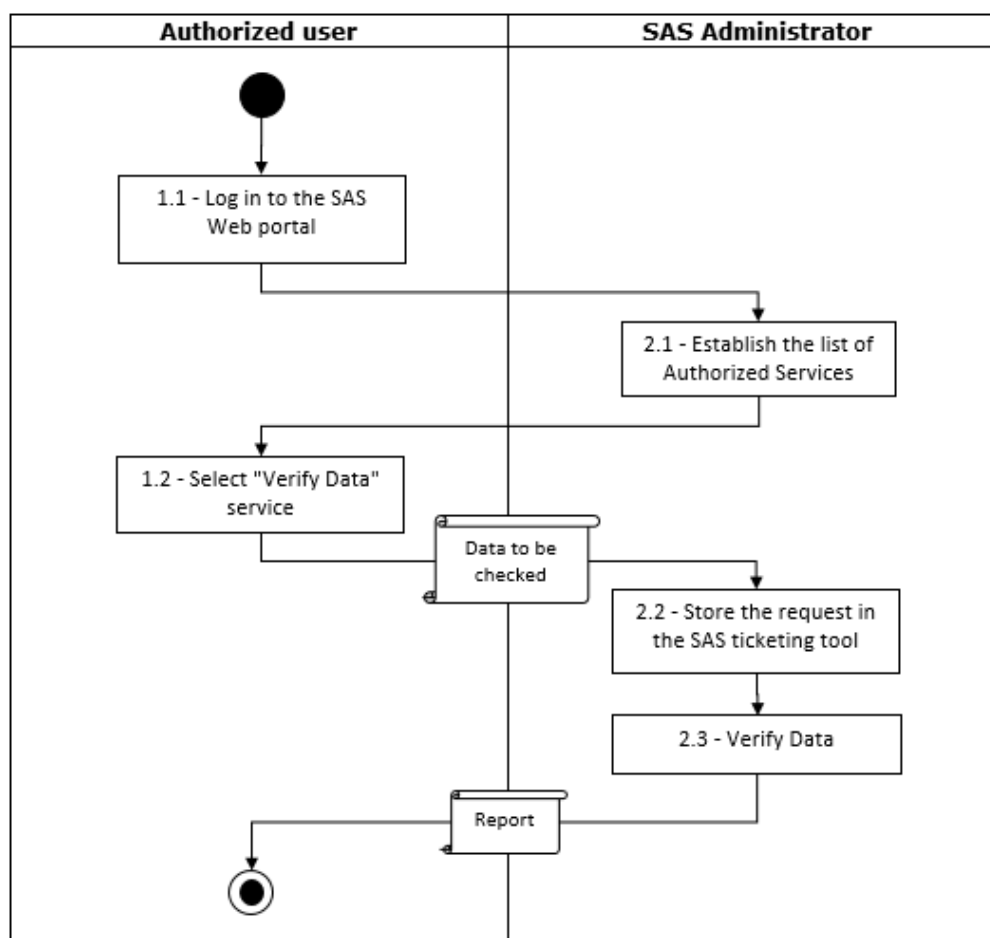 Authorized user
SAS Administrator
1.1 - Log in to the SAS
Web portal
2.1 - Establish the list of
Authorized Services
1.2 - Select "Verify Data"
service
Data to be
checked
2.2 - Store the request in
the SAS ticketing tool
2.3 - Verify Data
Report